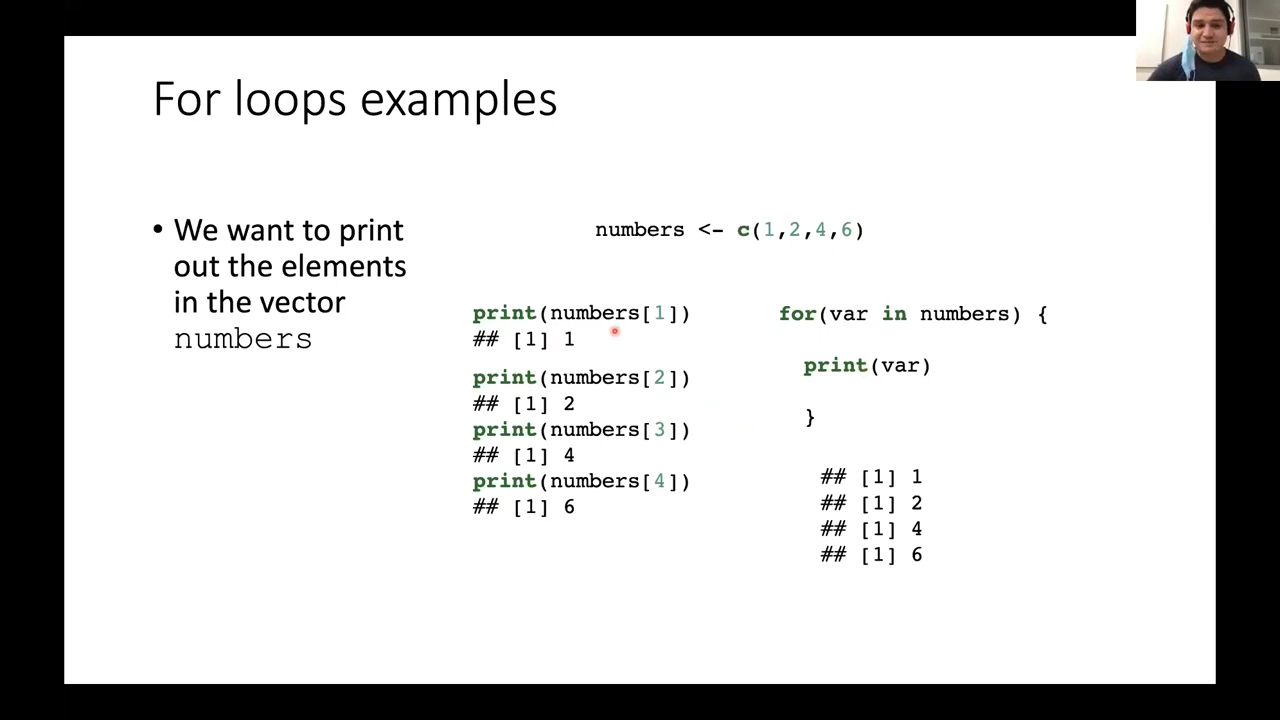 For loops examples
• We want to print
out the elements
in the vector
numbers
numbers <- c(1,2,4,6)
print(numbers[1])
## [1] 1
print(numbers[2])
## [1] 2
print(numbers[3])
## [1] 4
print(numbers[4])
## [1] 6
for(var in numbers) {
print(var)
}
## [1] 1
## [1] 2
## [1] 4
## [1] 6